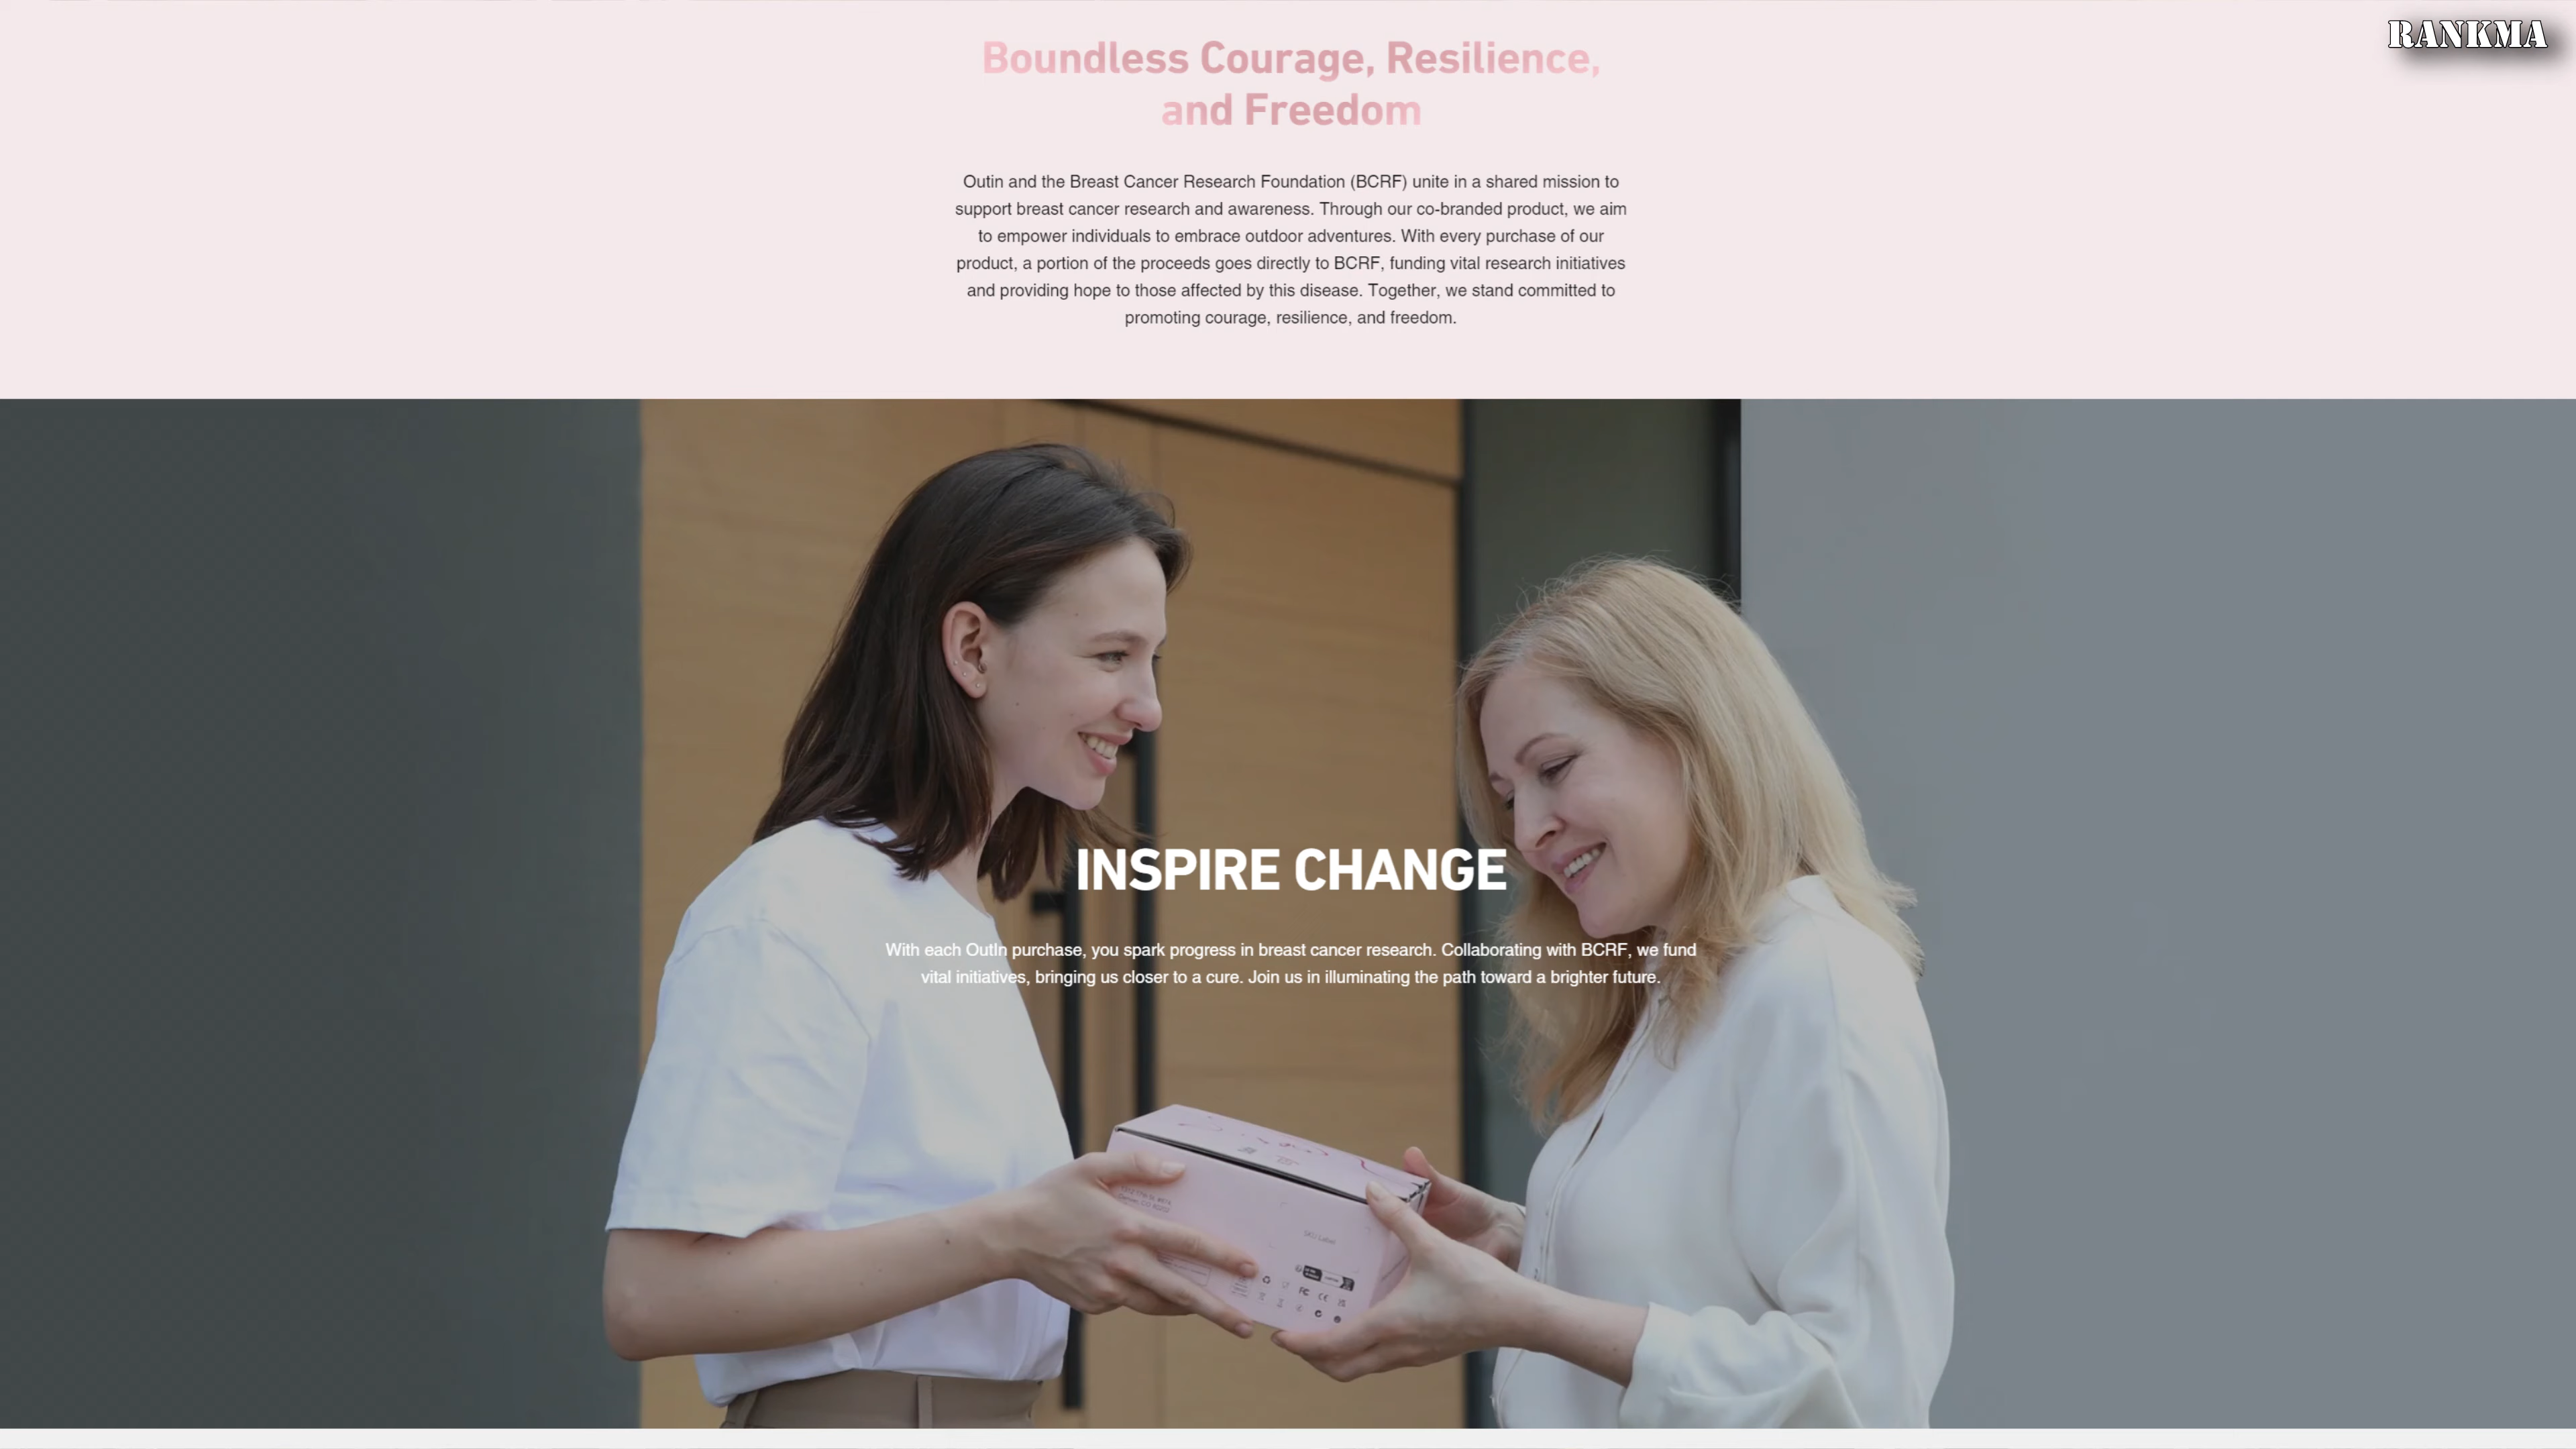 RANKMA
Boundless Courage, Resilience,
and Freedom
Outin and the Breast Cancer Research Foundation (BCRF) unite in a shared mission to
support breast cancer research and awareness. Through our co-branded product, we aim
to empower individuals to embrace outdoor adventures. With every purchase of our
product, a portion of the proceeds goes directly to BCRF, funding vital research initiatives
and providing hope to those affected by this disease. Together, we stand committed to
promoting courage, resilience, and freedom.
INSPIRE CHANGE
With each OutIn purchase, you spark progress in breast cancer research. Collaborating with BCRF, we fund
vital initiatives, bringing us closer to a cure. Join us in illuminating the path toward a brighter future.
SKU Label
FC CE